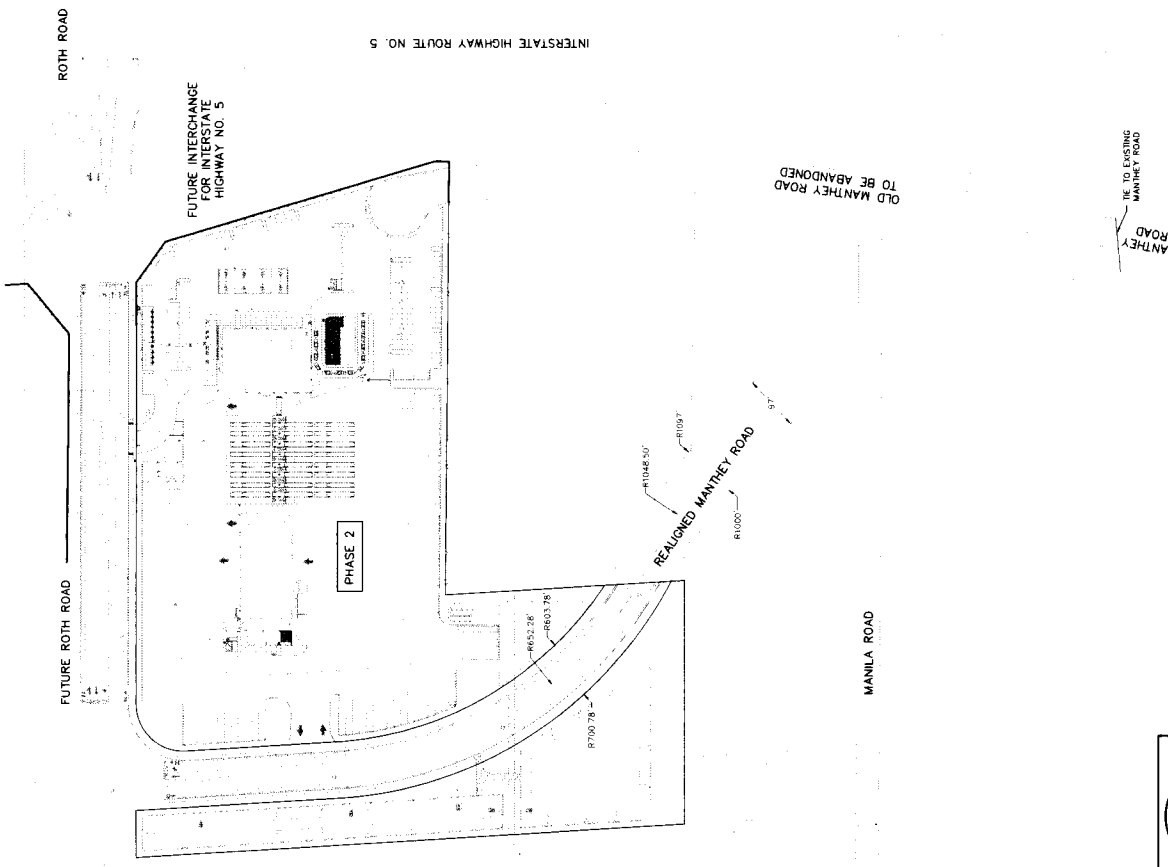 ROTH ROAD
INTERSTATE HIGHWAY ROUTE NO. 5
FUTURE INTERCHANGE
FOR INTERSTATE
HIGHWAY NO. 5
FUTURE ROTH ROAD
OLD MANTHEY ROAD
TO BE ABANDONED
TIE TO EXISTING
MANTHEY ROAD
ANTHEY
ROAD
PHASE 2
97'
R1097'
R1048.50'
REALIGNED MANTHEY ROAD
R1000'
R603.78'
R652.28'
R700.78'
MANILA ROAD